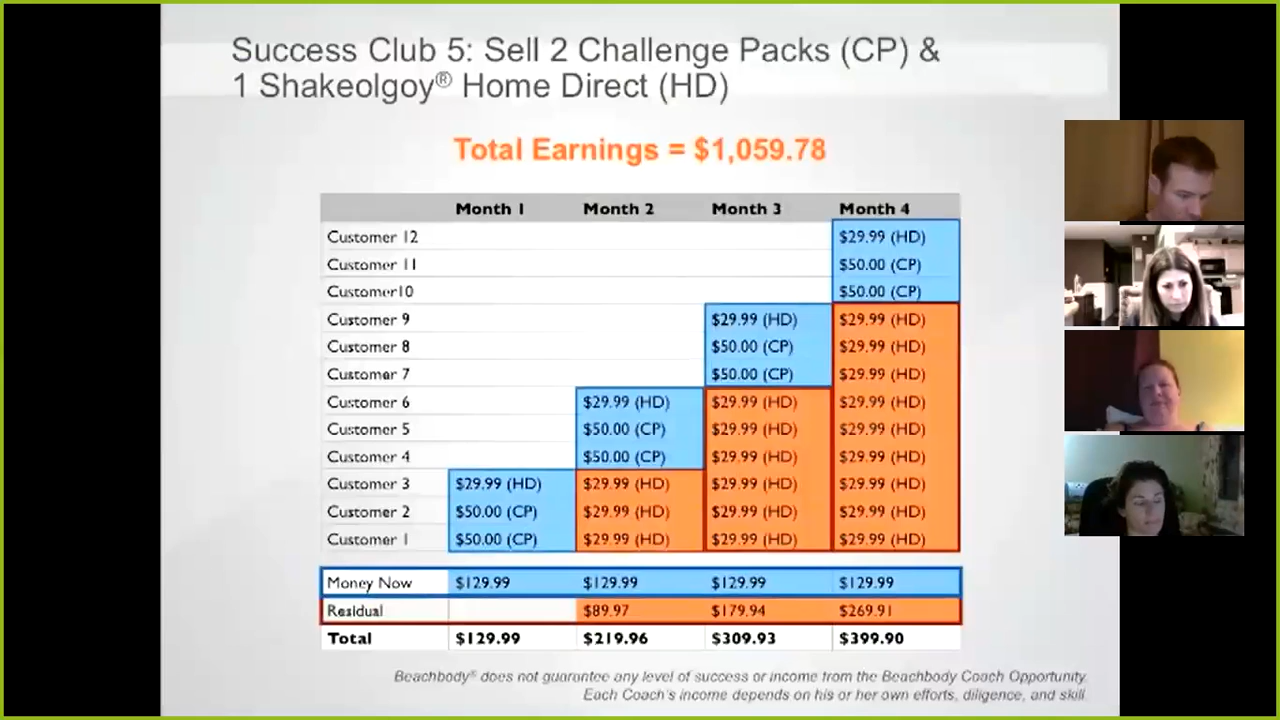 Success Club 5: Sell 2 Challenge Packs (CP) &
1 Shakeolgoy® Home Direct (HD)
Total Earnings = $1,059.78
Month 1 Month 2 Month 3 Month 4
Customer 12 $29.99 (HD)
Customer 11 $50.00 (CP)
Customer10 $50.00 (CP)
Customer 9 $29.99 (HD) $29.99 (HD)
Customer 8 $50.00 (CP) $29.99 (HD)
Customer 7 $50.00 (CP) $29.99 (HD)
Customer 6 $29.99 (HD) $29.99 (HD) $29.99 (HD)
Customer 5 $50.00 (CP) $29.99 (HD) $29.99 (HD)
Customer 4 $50.00 (CP) $29.99 (HD) $29.99 (HD)
Customer 3 $29.99 (HD) $29.99 (HD) $29.99 (HD) $29.99 (HD)
Customer 2 $50.00 (CP) $29.99 (HD) $29.99 (HD) $29.99 (HD)
Customer 1 $50.00 (CP) $29.99 (HD) $29.99 (HD) $29.99 (HD)
Money Now $129.99 $129.99 $129.99 $129.99
Residual $89.97 $179.94 $269.91
Total $129.99 $219.96 $309.93 $399.90
Beachbody® does not guarantee any level of success or income from the Beachbody Coach Opportunity.
Each Coach's income depends on his or her own efforts, diligence, and skill.